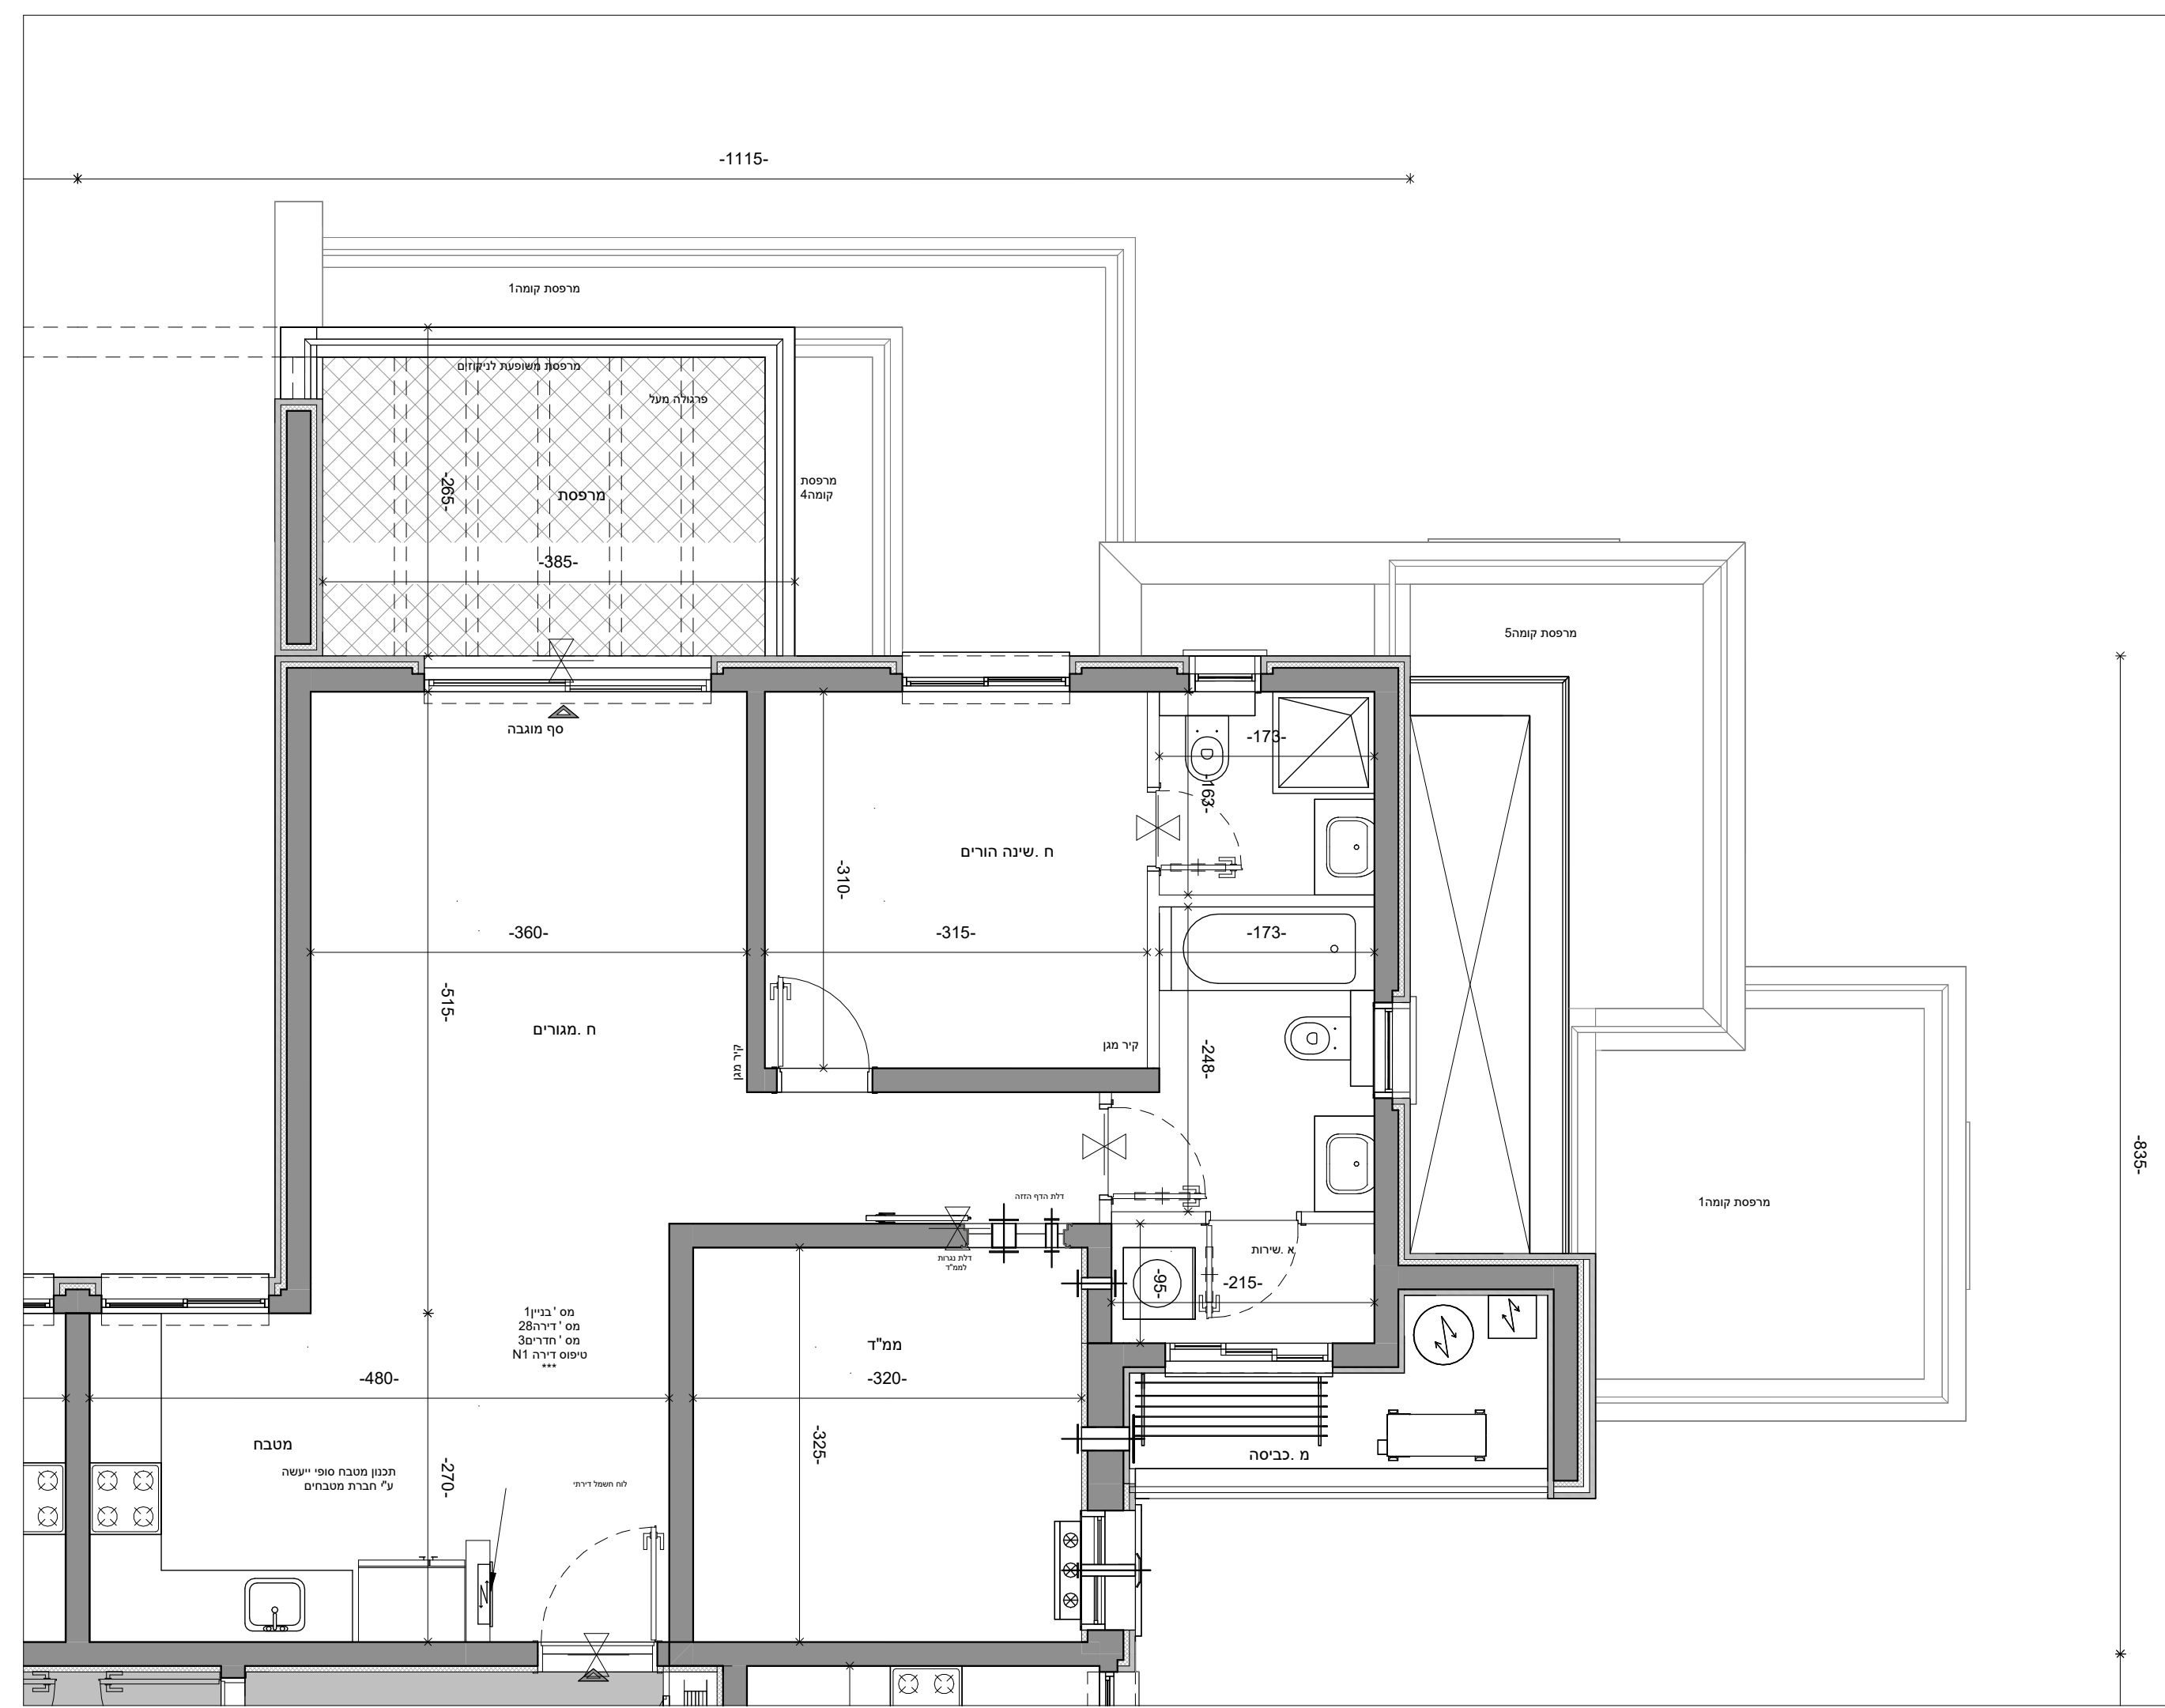 -1115-
מרפסת קומה1
מרפסת משופעת לניקוזים
פרגולה מעל
-265-
מרפסת
מרפסת
קומה4
-385-
מרפסת קומה5
סף מוגבה
-173-
-163-
ח .שינה הורים
-310-
-360-
-315-
-173-
-515-
ח .מגורים
קיר מגן
קיר מגן
-248-
-835-
דלת הדף הזזה
מרפסת קומה1
דלת נגרות
לממ"ד
א .שירות
-95-
-215-
מס ' בניין1
מס ' דירה28
מס ' חדרים3
טיפוס דירה N1
***
ממ"ד
-480-
-320-
מטבח
-270-
-325-
מ .כביסה
תכנון מטבח סופי ייעשה
ע"י חברת מטבחים
לוח חשמל דירתי